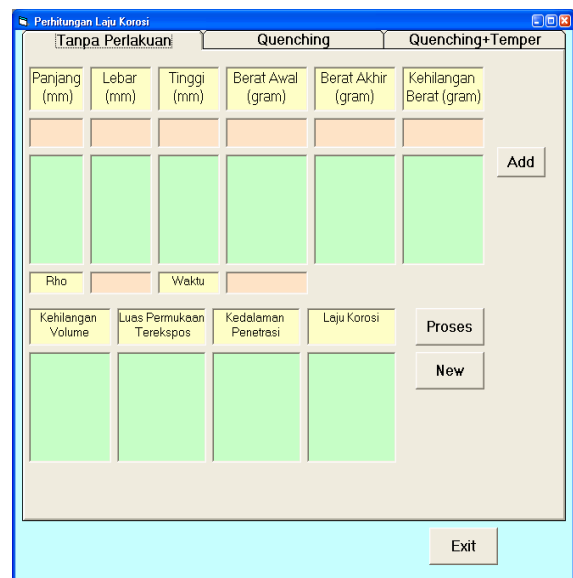 Perhitungan Laju Korosi
Tanpa Perlakuan Quenching Quenching+Temper
Panjang (mm) Lebar (mm) Tinggi (mm) Berat Awal (gram) Berat Akhir (gram) Kehilangan Berat (gram)
Add
Rho Waktu
Kehilangan Volume Luas Permukaan Terekspos Kedalaman Penetrasi Laju Korosi
Proses
New
Exit